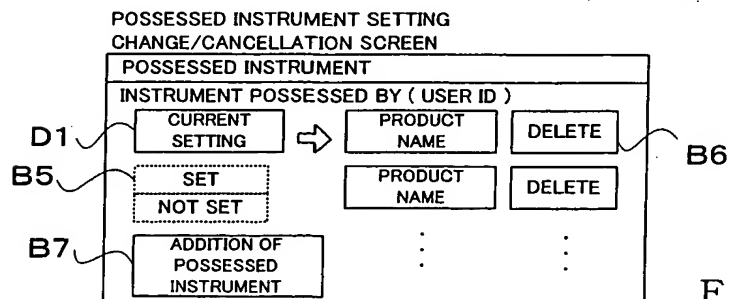 POSSESSED INSTRUMENT SETTING
CHANGE/CANCELLATION SCREEN
POSSESSED INSTRUMENT
INSTRUMENT POSSESSED BY ( USER ID )
D1
CURRENT
SETTING
PRODUCT
NAME
DELETE
B6
B5
SET
NOT SET
PRODUCT
NAME
DELETE
B7
ADDITION OF
POSSESSED
INSTRUMENT
F